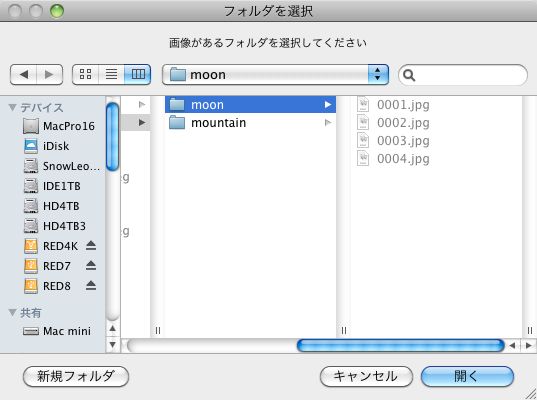 フォルダを選択
画像があるフォルダを選択してください
moon
デバイス
MacPro16
iDisk
SnowLeo...
IDE1TB
HD4TB
HD4TB3
RED4K
RED7
RED8
共有
Mac mini
eg
eg
moon
mountain
0001.jpg
0002.jpg
0003.jpg
0004.jpg
新規フォルダ
キャンセル
開く